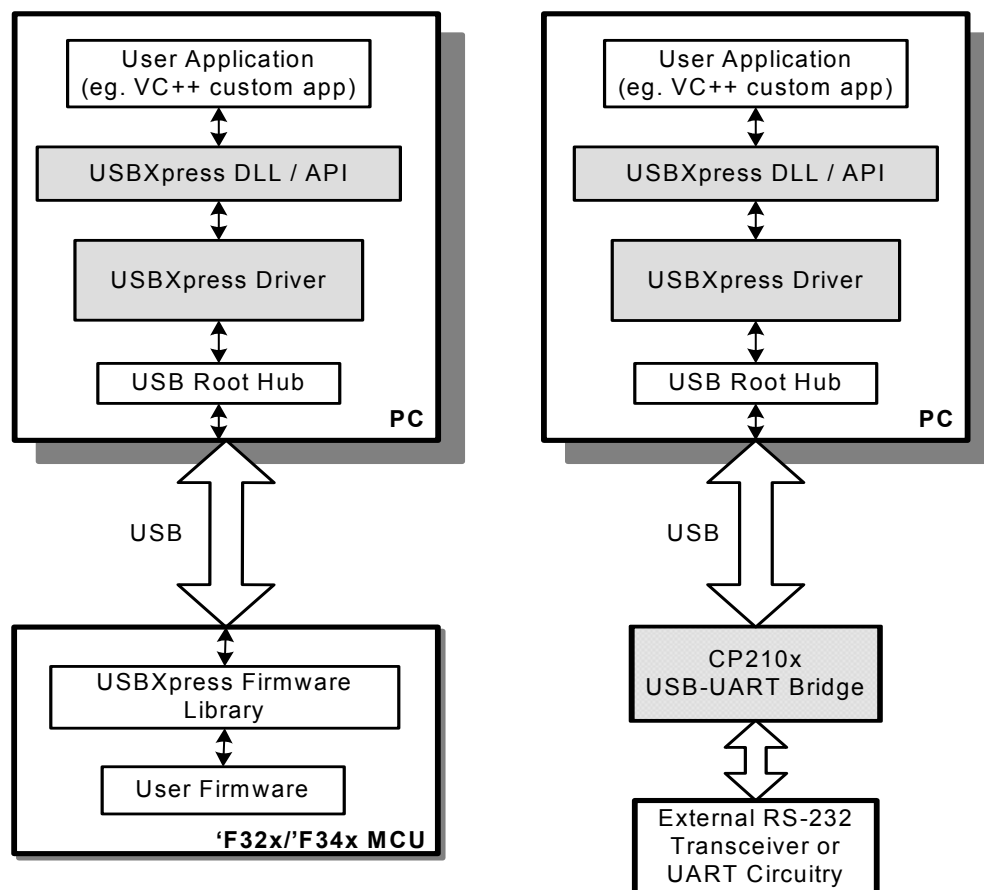 User Application
(eg. VC++ custom app)
USBXpress DLL / API
USBXpress Driver
USB Root Hub
PC
USB
USBXpress Firmware
Library
User Firmware
‘F32x/’F34x MCU
User Application
(eg. VC++ custom app)
USBXpress DLL / API
USBXpress Driver
USB Root Hub
PC
USB
CP210x
USB-UART Bridge
External RS-232
Transceiver or
UART Circuitry